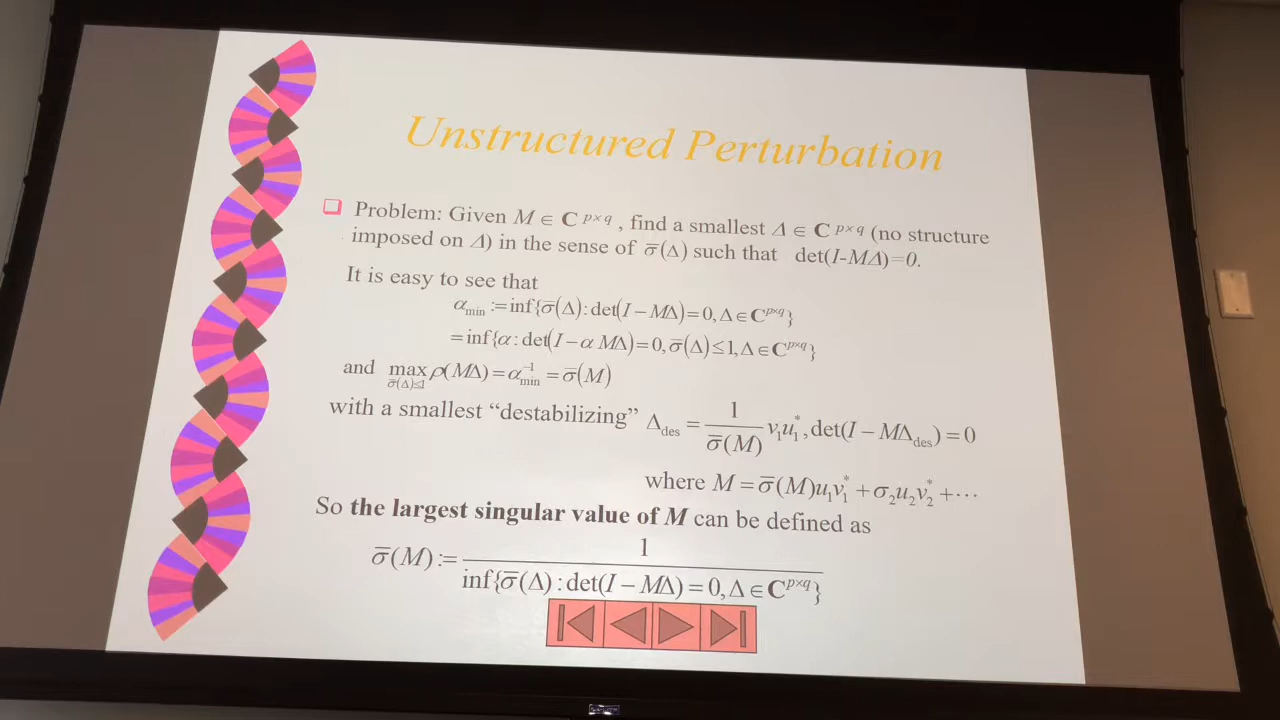 Unstructured Perturbation
❑ Problem: Given M ∈ C^{p×q}, find a smallest Δ ∈ C^{p×q} (no structure
imposed on Δ) in the sense of σ̅(Δ) such that det(I-MΔ)=0.
It is easy to see that
α_min := inf{σ̅(Δ) : det(I − MΔ) = 0, Δ ∈ C^{p×q}}
= inf{α : det(I − α MΔ) = 0, σ̅(Δ) ≤ 1, Δ ∈ C^{p×q}}
and max_{σ̅(Δ)≤1} ρ(MΔ) = α_min^{-1} = σ̅(M)
with a smallest “destabilizing” Δ_des = 1/σ̅(M) v₁u₁*, det(I − MΔ_des) = 0
where M = σ̅(M)u₁v₁* + σ₂u₂v₂* + ⋯
So the largest singular value of M can be defined as
σ̅(M) := 1/inf{σ̅(Δ) : det(I − MΔ) = 0, Δ ∈ C^{p×q}}